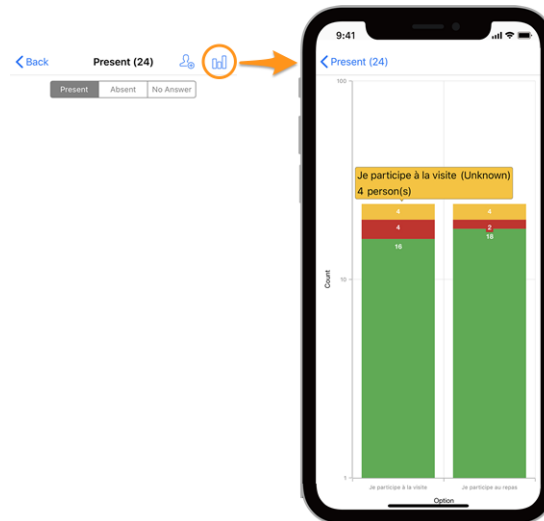 Back
Present (24)
Present
Absent
No Answer
9:41
Present (24)
100
Je participe à la visite (Unknown)
4 person(s)
4
4
4
2
16
18
Count
10
1
Je participe à la visite
Je participe au repas
Option